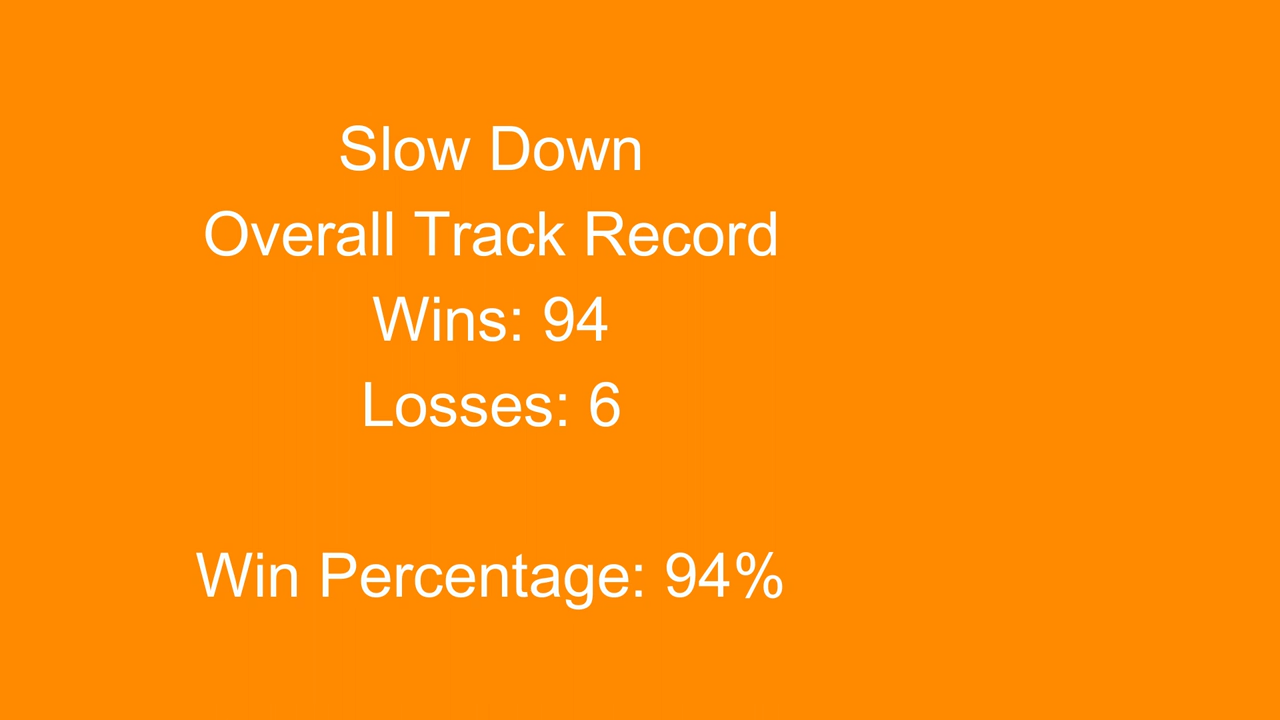 Slow Down
Overall Track Record
Wins: 94
Losses: 6
Win Percentage: 94%